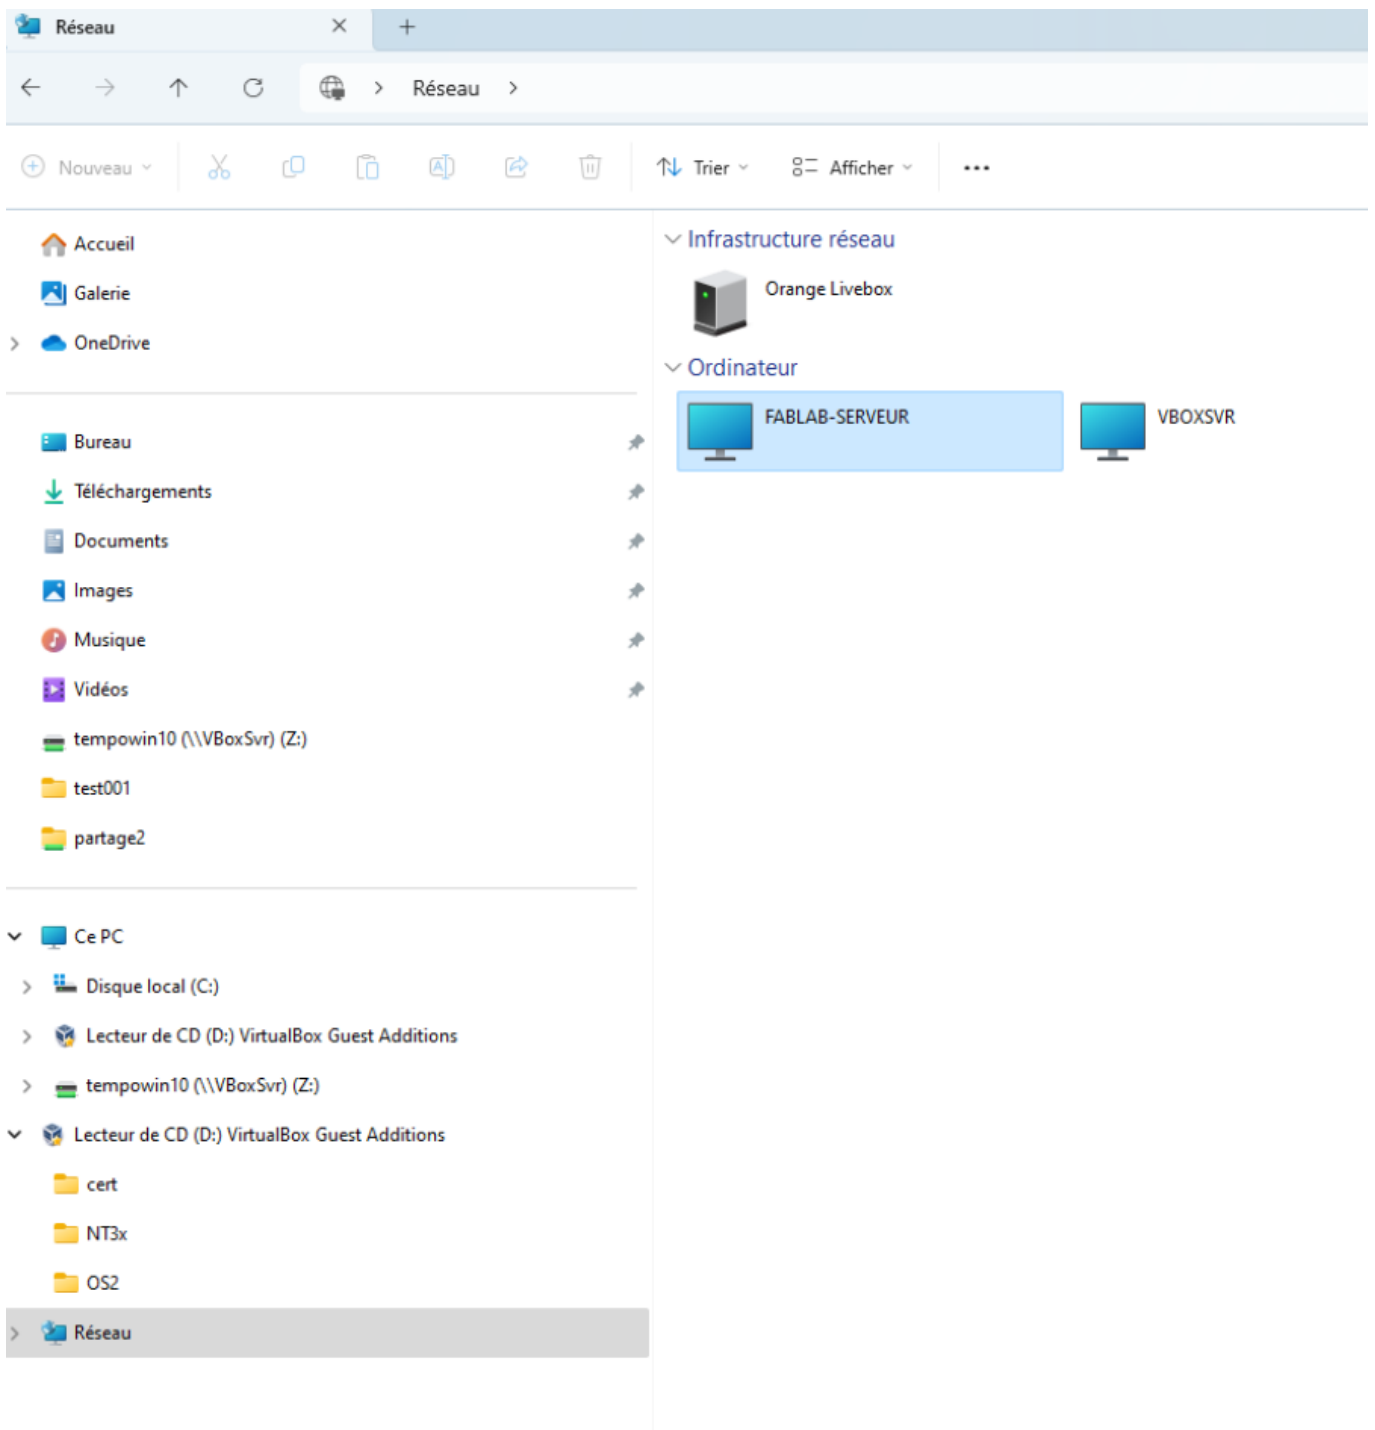 Réseau
Réseau
Nouveau
Trier
Afficher
Accueil
Galerie
OneDrive
Bureau
Téléchargements
Documents
Images
Musique
Vidéos
tempowin10 (\\VBoxSvr) (Z:)
test001
partage2
Ce PC
Disque local (C:)
Lecteur de CD (D:) VirtualBox Guest Additions
tempowin10 (\\VBoxSvr) (Z:)
Lecteur de CD (D:) VirtualBox Guest Additions
cert
NT3x
OS2
Réseau
Infrastructure réseau
Orange Livebox
Ordinateur
FABLAB-SERVEUR
VBOXSVR